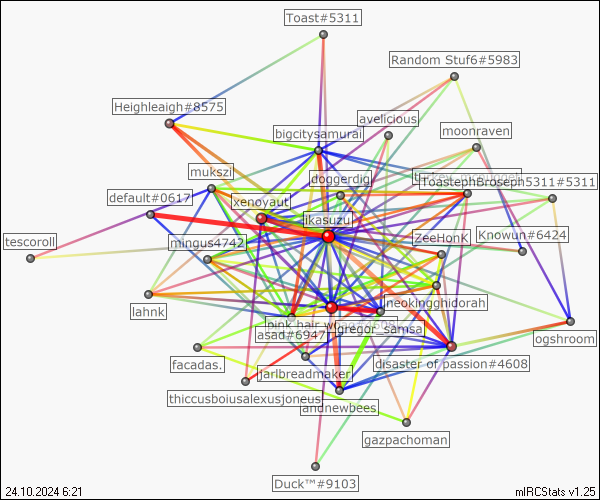 Toast#5311
Random Stuf6#5983
Heighleaigh#8575
avelicious
moonraven
bigcitysamurai
mukszi
doggerdig
ToastephBroseph5311#5311
default#0617
xenoyaut
ikasuzu
mingus4742
ZeeHonK
Knowun#6424
tescoroll
neokingghidorah
lahnk
gregor_samsa
asad#6947
ogshroom
facadas.
jarlbreadmaker
disaster of passion#4608
thiccusboiusalexusjoneus
andnewbees
gazpachoman
Duck™#9103
24.10.2024 6:21
mIRCStats v1.25